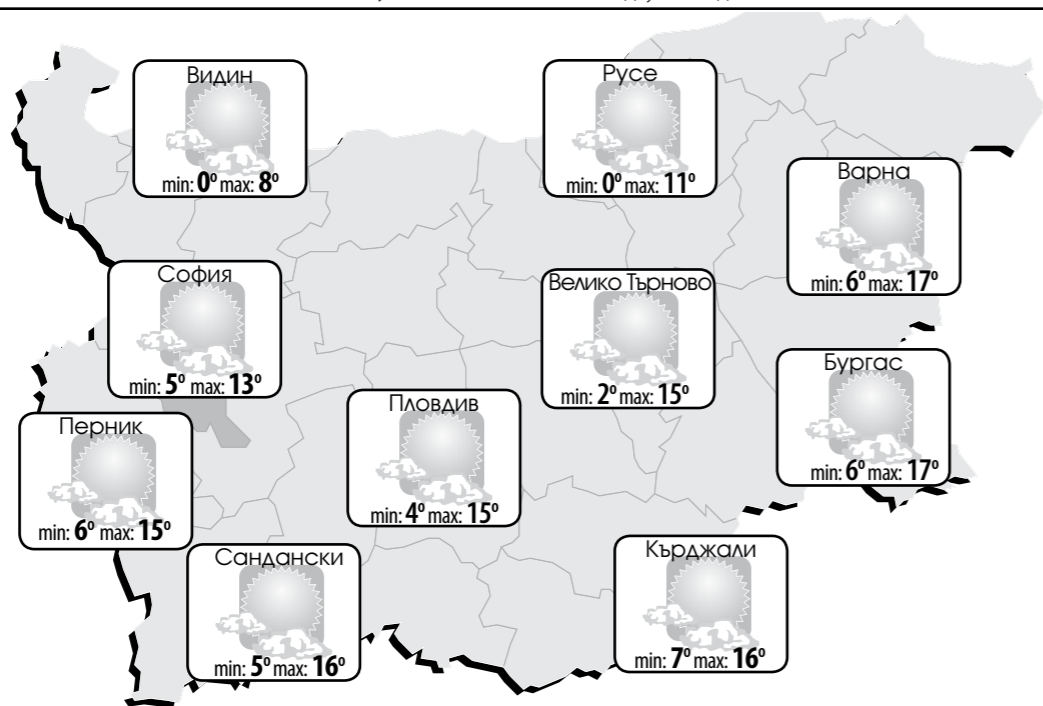 Видин
min: 0° max: 8°
Русе
min: 0° max: 11°
Варна
min: 6° max: 17°
София
min: 5° max: 13°
Велико Търново
min: 2° max: 15°
Бургас
min: 6° max: 17°
Пловдив
min: 4° max: 15°
Перник
min: 6° max: 15°
Сандански
min: 5° max: 16°
Кърджали
min: 7° max: 16°